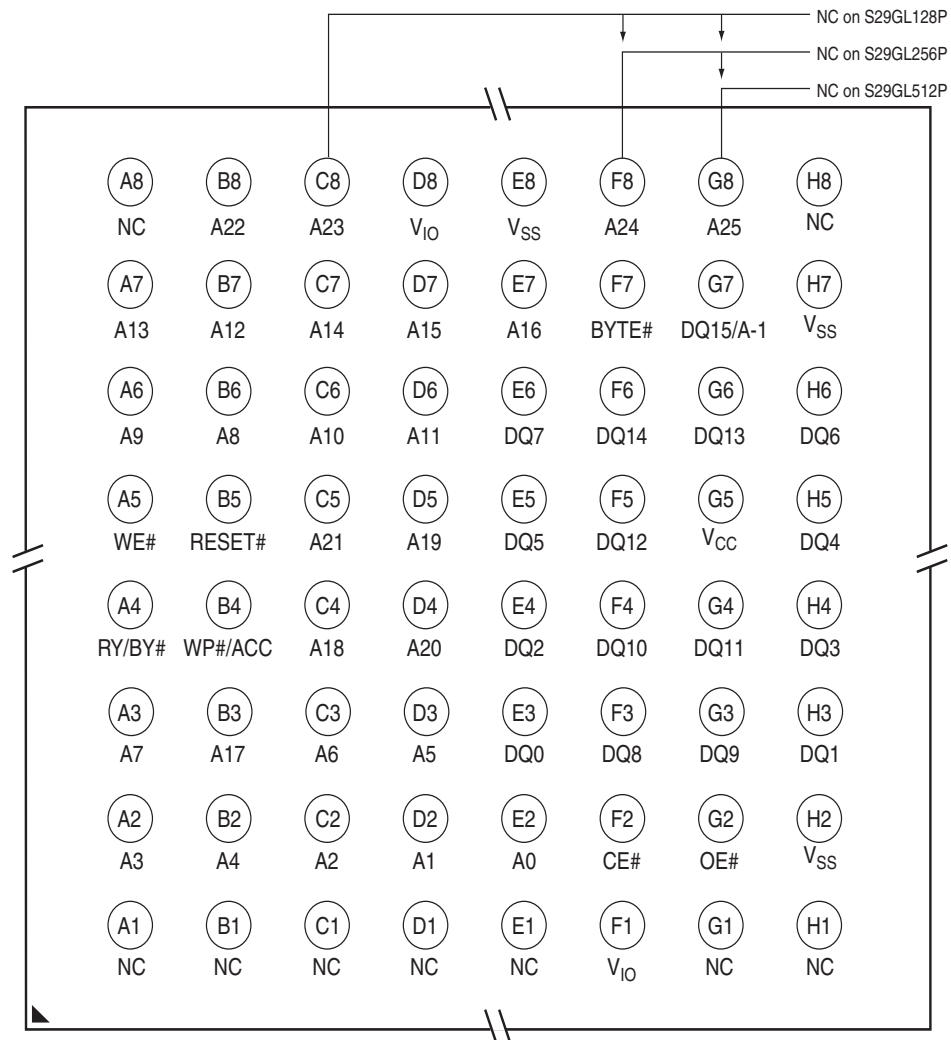 NC on S29GL128P
NC on S29GL256P
NC on S29GL512P
A8 B8 C8 D8 E8 F8 G8 H8
NC A22 A23 VIO VSS A24 A25 NC
A7 B7 C7 D7 E7 F7 G7 H7
A13 A12 A14 A15 A16 BYTE# DQ15/A-1 VSS
A6 B6 C6 D6 E6 F6 G6 H6
A9 A8 A10 A11 DQ7 DQ14 DQ13 DQ6
A5 B5 C5 D5 E5 F5 G5 H5
WE# RESET# A21 A19 DQ5 DQ12 VCC DQ4
A4 B4 C4 D4 E4 F4 G4 H4
RY/BY# WP#/ACC A18 A20 DQ2 DQ10 DQ11 DQ3
A3 B3 C3 D3 E3 F3 G3 H3
A7 A17 A6 A5 DQ0 DQ8 DQ9 DQ1
A2 B2 C2 D2 E2 F2 G2 H2
A3 A4 A2 A1 A0 CE# OE# VSS
A1 B1 C1 D1 E1 F1 G1 H1
NC NC NC NC NC VIO NC NC